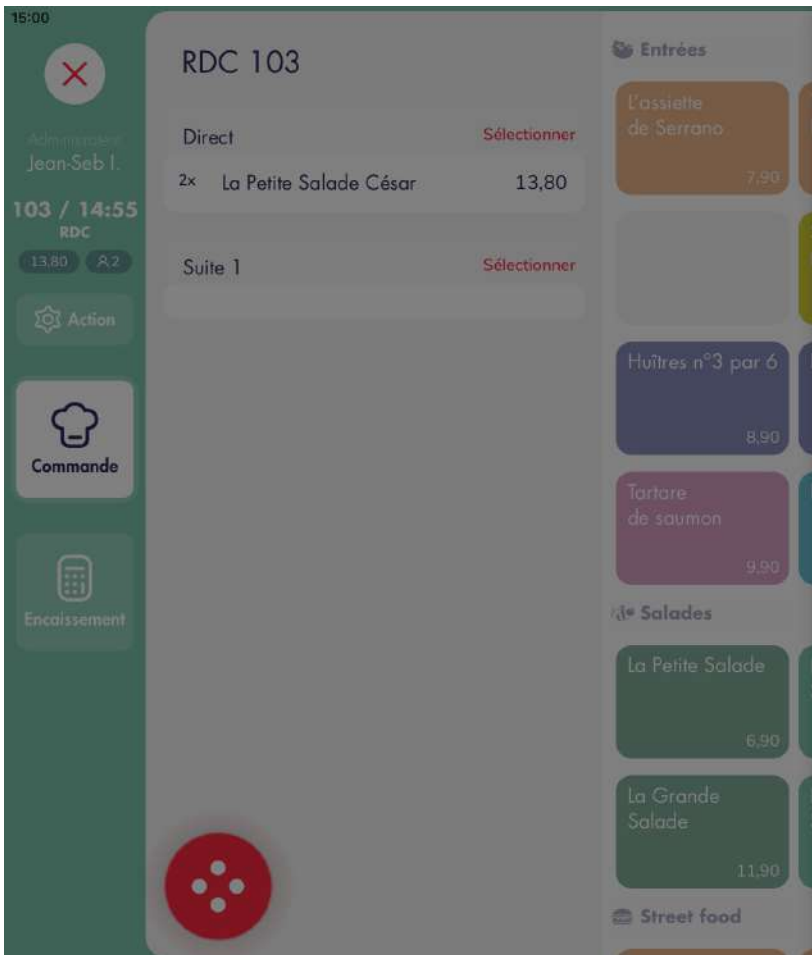 15:00
Administrateur
Jean-Seb I.
103 / 14:55
RDC
13,80 2
Action
Commande
Encaissement
RDC 103
Direct Sélectionner
2x La Petite Salade César 13,80
Suite 1 Sélectionner
Entrées
L'assiette
de Serrano
7,90
Huîtres n°3 par 6
8,90
Tartare
de saumon
9,90
Salades
La Petite Salade
6,90
La Grande
Salade
11,90
Street food